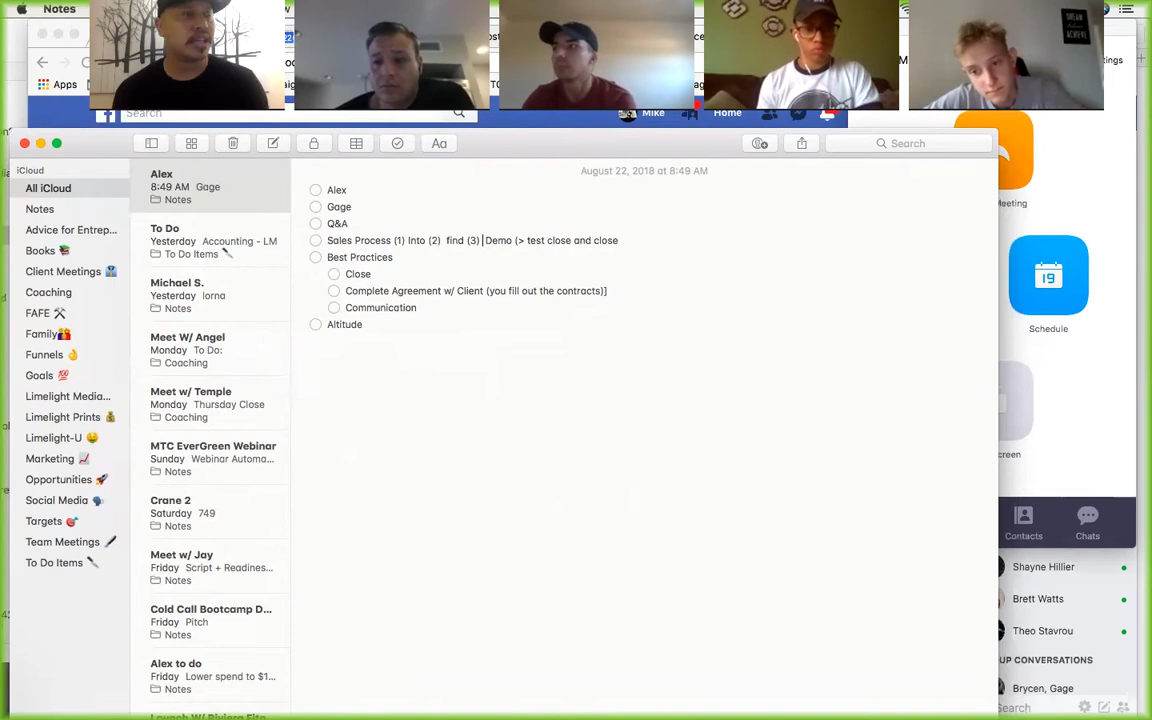 Notes
Apps
DREAM
ACHIEVE
Search
Mike
Home
Search
iCloud
All iCloud
Notes
Advice for Entrep...
Books
Client Meetings
Coaching
FAFE
Family
Funnels
Goals 💯
Limelight Media...
Limelight Prints
Limelight-U
Marketing
Opportunities
Social Media
Targets
Team Meetings
To Do Items
Alex
8:49 AM Gage
Notes
To Do
Yesterday Accounting - LM
To Do Items
Michael S.
Yesterday lorna
Notes
Meet W/ Angel
Monday To Do:
Coaching
Meet w/ Temple
Monday Thursday Close
Coaching
MTC EverGreen Webinar
Sunday Webinar Automa...
Notes
Crane 2
Saturday 749
Notes
Meet w/ Jay
Friday Script + Readines...
Notes
Cold Call Bootcamp D...
Friday Pitch
Notes
Alex to do
Friday Lower spend to $1...
Notes
August 22, 2018 at 8:49 AM
Alex
Gage
Q&A
Sales Process (1) Into (2) find (3) Demo (> test close and close
Best Practices
Close
Complete Agreement w/ Client (you fill out the contracts)]
Communication
Altitude
Meeting
19
Schedule
creen
Contacts
Chats
Shayne Hillier
Brett Watts
Theo Stavrou
UP CONVERSATIONS
Brycen, Gage
Search